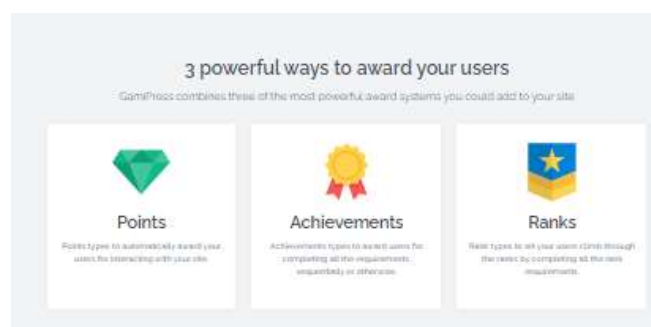 3 powerful ways to award your users
GamiPress combines three of the most powerful award systems you could add to your site
Points
Points types to automatically award your
users for interacting with your site.
Achievements
Achievements types to award users for
completing all the requirements
sequentially or otherwise.
Ranks
Rank types to let your users climb through
the ranks by completing all the rank
requirements.